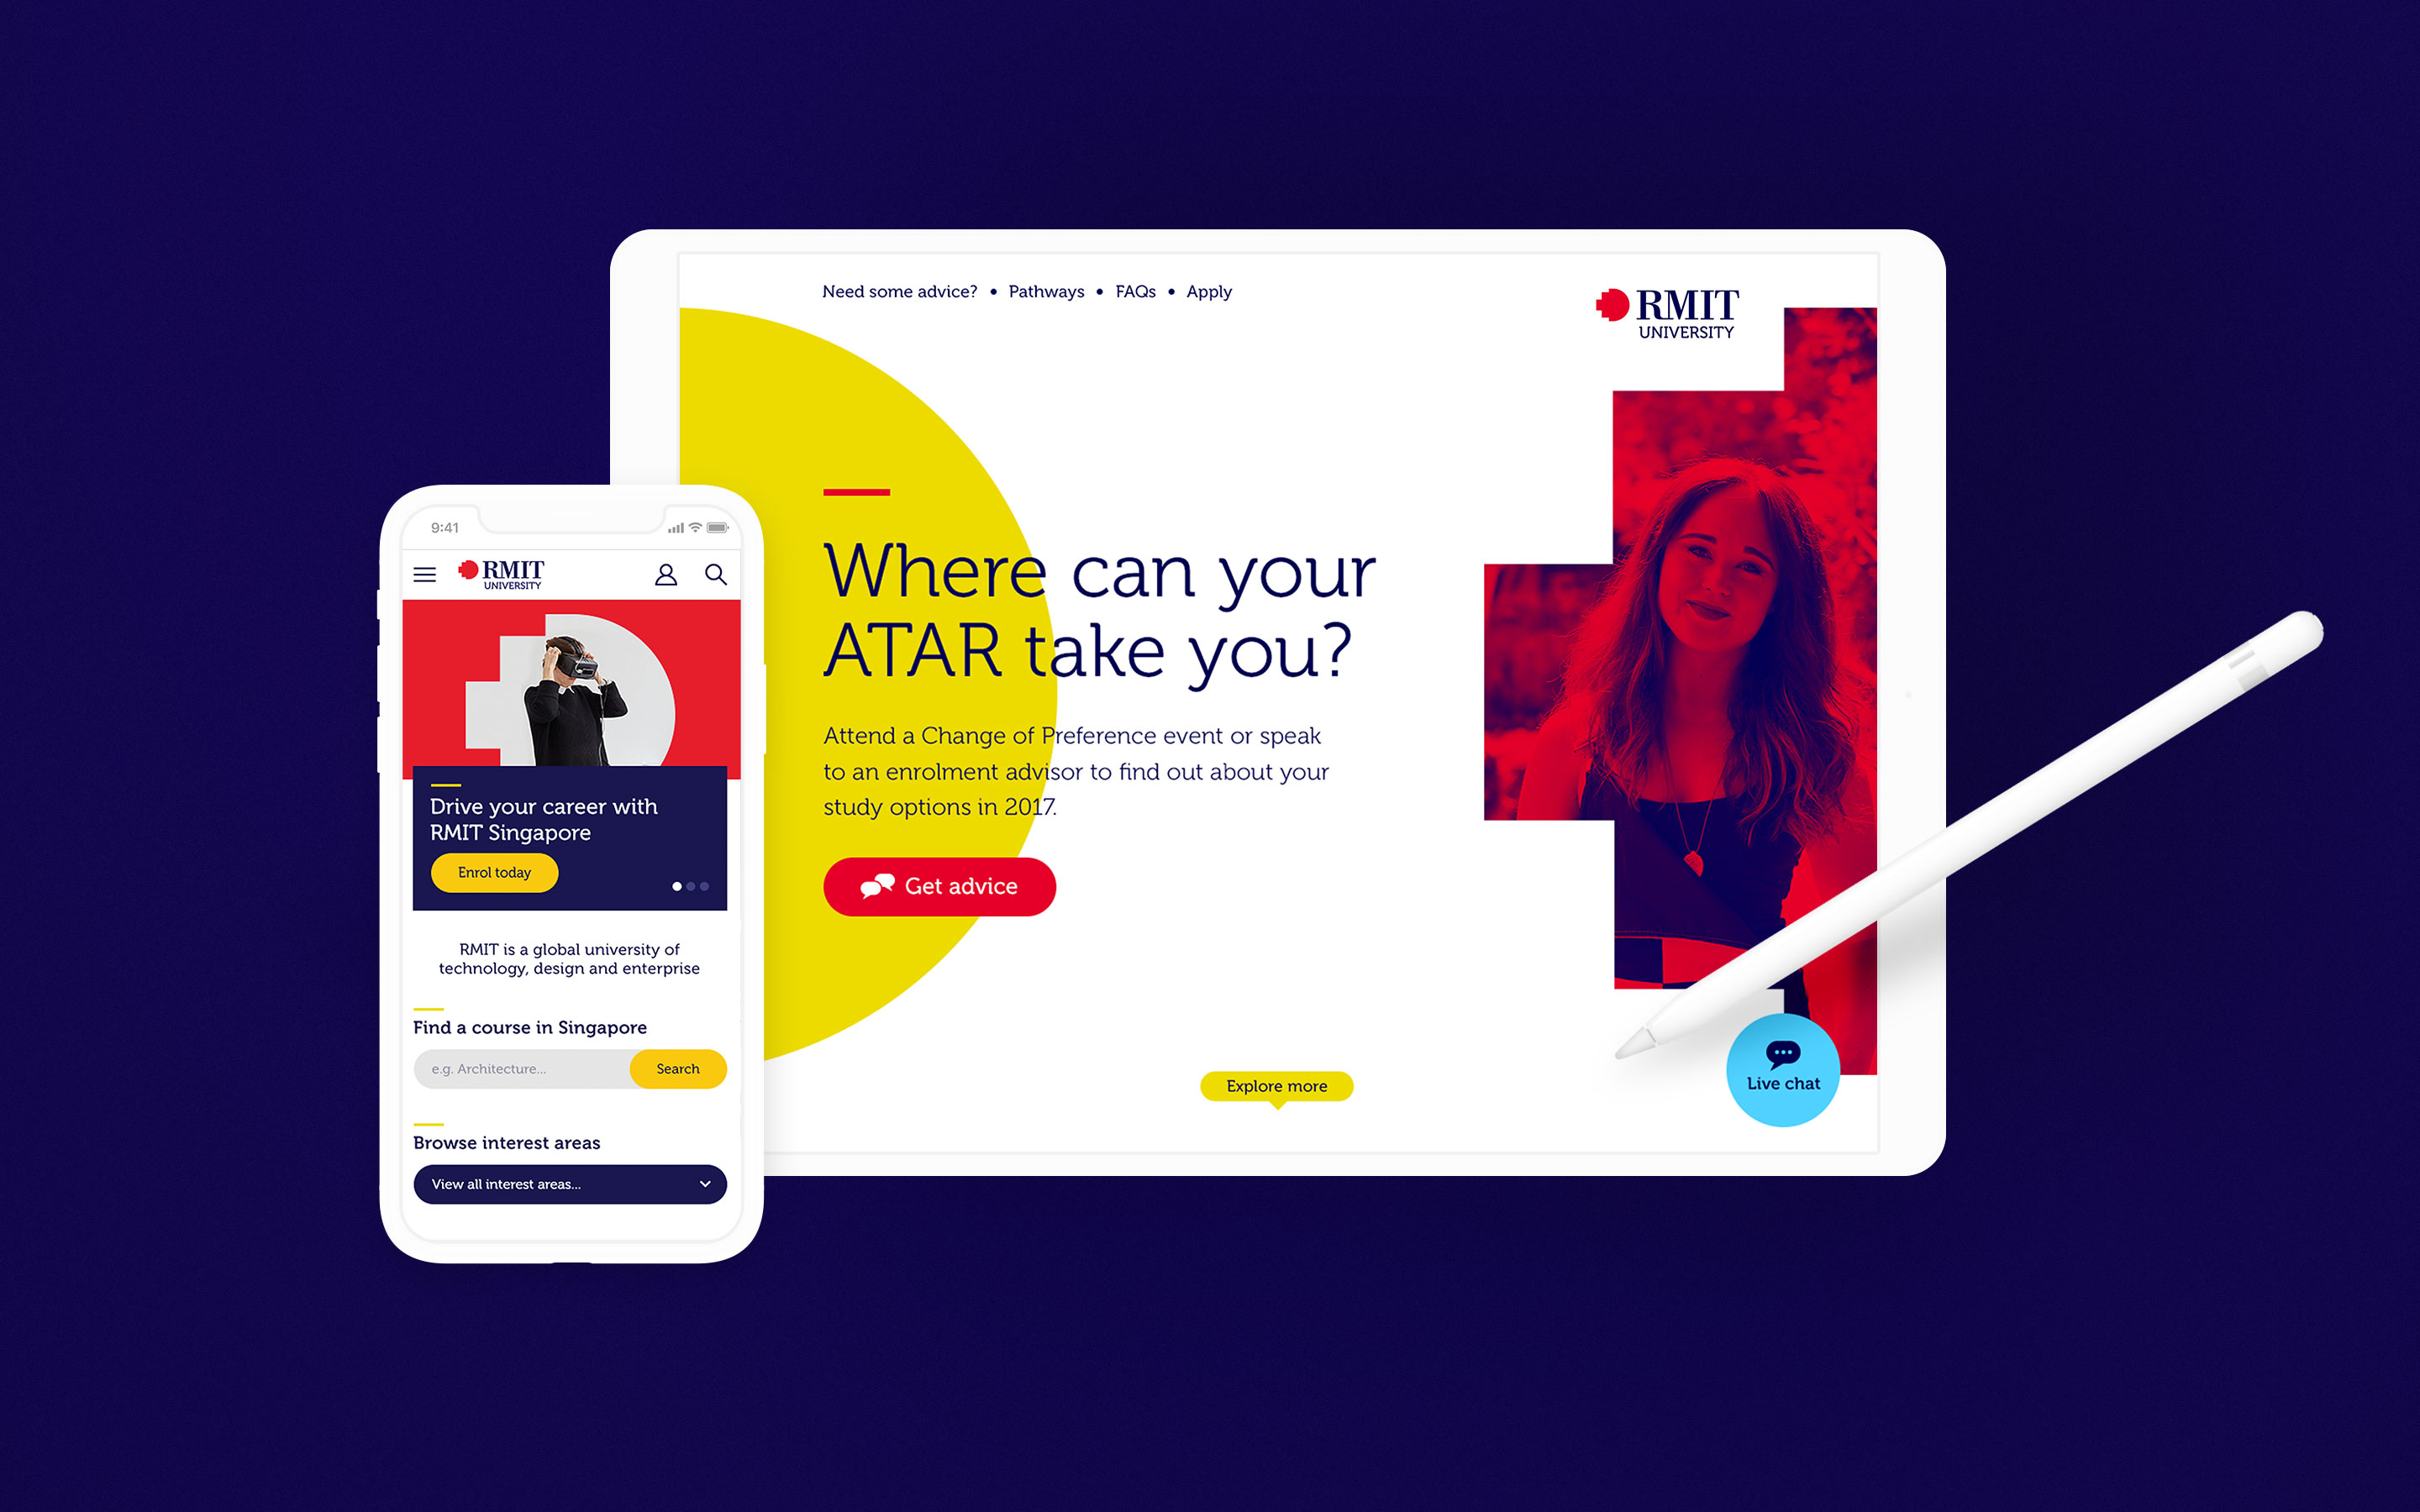 Need some advice? • Pathways • FAQs • Apply
RMIT
UNIVERSITY
Where can your
ATAR take you?
Attend a Change of Preference event or speak
to an enrolment advisor to find out about your
study options in 2017.
Get advice
Explore more
Live chat
9:41
RMIT
UNIVERSITY
Drive your career with
RMIT Singapore
Enrol today
RMIT is a global university of
technology, design and enterprise
Find a course in Singapore
e.g. Architecture...
Search
Browse interest areas
View all interest areas...